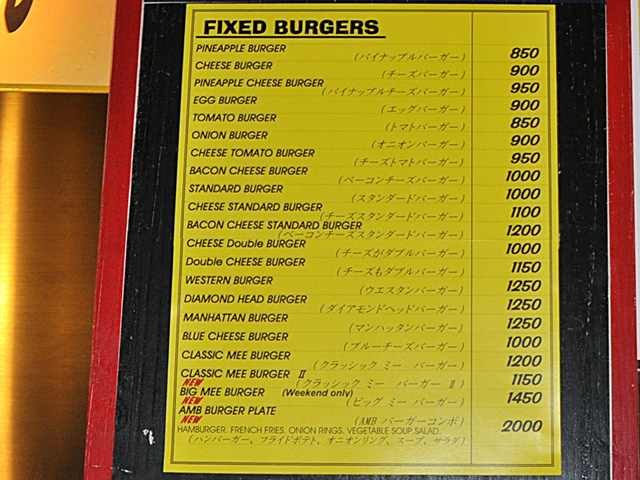 FIXED BURGERS
PINEAPPLE BURGER
(パイナップルバーガー) 850
CHEESE BURGER
(チーズバーガー) 900
PINEAPPLE CHEESE BURGER
(パイナップルチーズバーガー) 950
EGG BURGER
(エッグバーガー) 900
TOMATO BURGER
(トマトバーガー) 850
ONION BURGER
(オニオンバーガー) 900
CHEESE TOMATO BURGER
(チーズトマトバーガー) 950
BACON CHEESE BURGER
(ベーコンチーズバーガー) 1000
STANDARD BURGER
(スタンダードバーガー) 1000
CHEESE STANDARD BURGER
(チーズスタンダードバーガー) 1100
BACON CHEESE STANDARD BURGER
(ベーコンチーズスタンダードバーガー) 1200
CHEESE Double BURGER
(チーズがダブルバーガー) 1000
Double CHEESE BURGER
(チーズもダブルバーガー) 1150
WESTERN BURGER
(ウエスタンバーガー) 1250
DIAMOND HEAD BURGER
(ダイアモンドヘッドバーガー) 1250
MANHATTAN BURGER
(マンハッタンバーガー) 1250
BLUE CHEESE BURGER
(ブルーチーズバーガー) 1000
CLASSIC MEE BURGER
(クラッシック ミー バーガー) 1200
CLASSIC MEE BURGER Ⅱ
NEW (クラッシック ミー バーガー Ⅱ) 1150
BIG MEE BURGER (Weekend only)
NEW (ビッグ ミー バーガー) 1450
AMB BURGER PLATE
NEW (AMB バーガーコンボ) 2000
HAMBURGER. FRENCH FRIES. ONION RINGS. VEGETABLE SOUP.SALAD.
(ハンバーガー、フライドポテト、オニオンリング、スープ、サラダ)